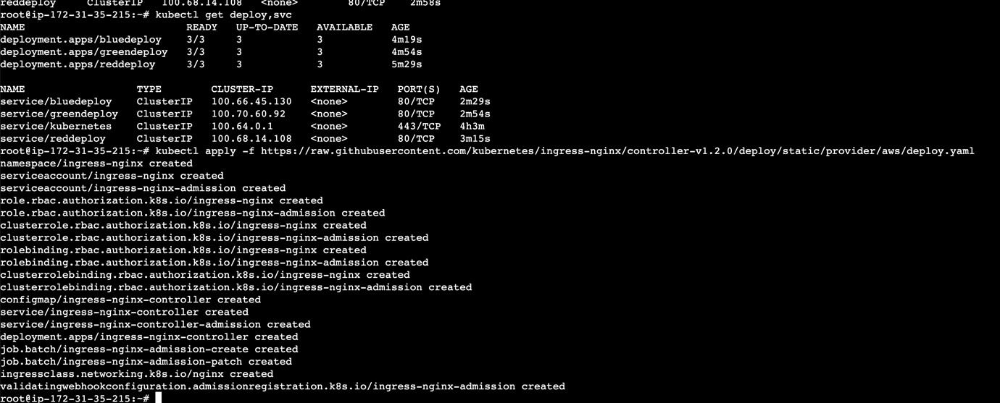 reddeploy     ClusterIP   100.68.14.108   <none>        80/TCP    2m58s
root@ip-172-31-35-215:~# kubectl get deploy,svc
NAME                          READY   UP-TO-DATE   AVAILABLE   AGE
deployment.apps/bluedeploy    3/3     3            3           4m19s
deployment.apps/greendeploy   3/3     3            3           4m54s
deployment.apps/reddeploy     3/3     3            3           5m29s
NAME                  TYPE        CLUSTER-IP      EXTERNAL-IP   PORT(S)   AGE
service/bluedeploy    ClusterIP   100.66.45.130   <none>        80/TCP    2m29s
service/greendeploy   ClusterIP   100.70.60.92    <none>        80/TCP    2m54s
service/kubernetes    ClusterIP   100.64.0.1      <none>        443/TCP   4h3m
service/reddeploy     ClusterIP   100.68.14.108   <none>        80/TCP    3m15s
root@ip-172-31-35-215:~# kubectl apply -f https://raw.githubusercontent.com/kubernetes/ingress-nginx/controller-v1.2.0/deploy/static/provider/aws/deploy.yaml
namespace/ingress-nginx created
serviceaccount/ingress-nginx created
serviceaccount/ingress-nginx-admission created
role.rbac.authorization.k8s.io/ingress-nginx created
role.rbac.authorization.k8s.io/ingress-nginx-admission created
clusterrole.rbac.authorization.k8s.io/ingress-nginx created
clusterrole.rbac.authorization.k8s.io/ingress-nginx-admission created
rolebinding.rbac.authorization.k8s.io/ingress-nginx created
rolebinding.rbac.authorization.k8s.io/ingress-nginx-admission created
clusterrolebinding.rbac.authorization.k8s.io/ingress-nginx created
clusterrolebinding.rbac.authorization.k8s.io/ingress-nginx-admission created
configmap/ingress-nginx-controller created
service/ingress-nginx-controller created
service/ingress-nginx-controller-admission created
deployment.apps/ingress-nginx-controller created
job.batch/ingress-nginx-admission-create created
job.batch/ingress-nginx-admission-patch created
ingressclass.networking.k8s.io/nginx created
validatingwebhookconfiguration.admissionregistration.k8s.io/ingress-nginx-admission created
root@ip-172-31-35-215:~#